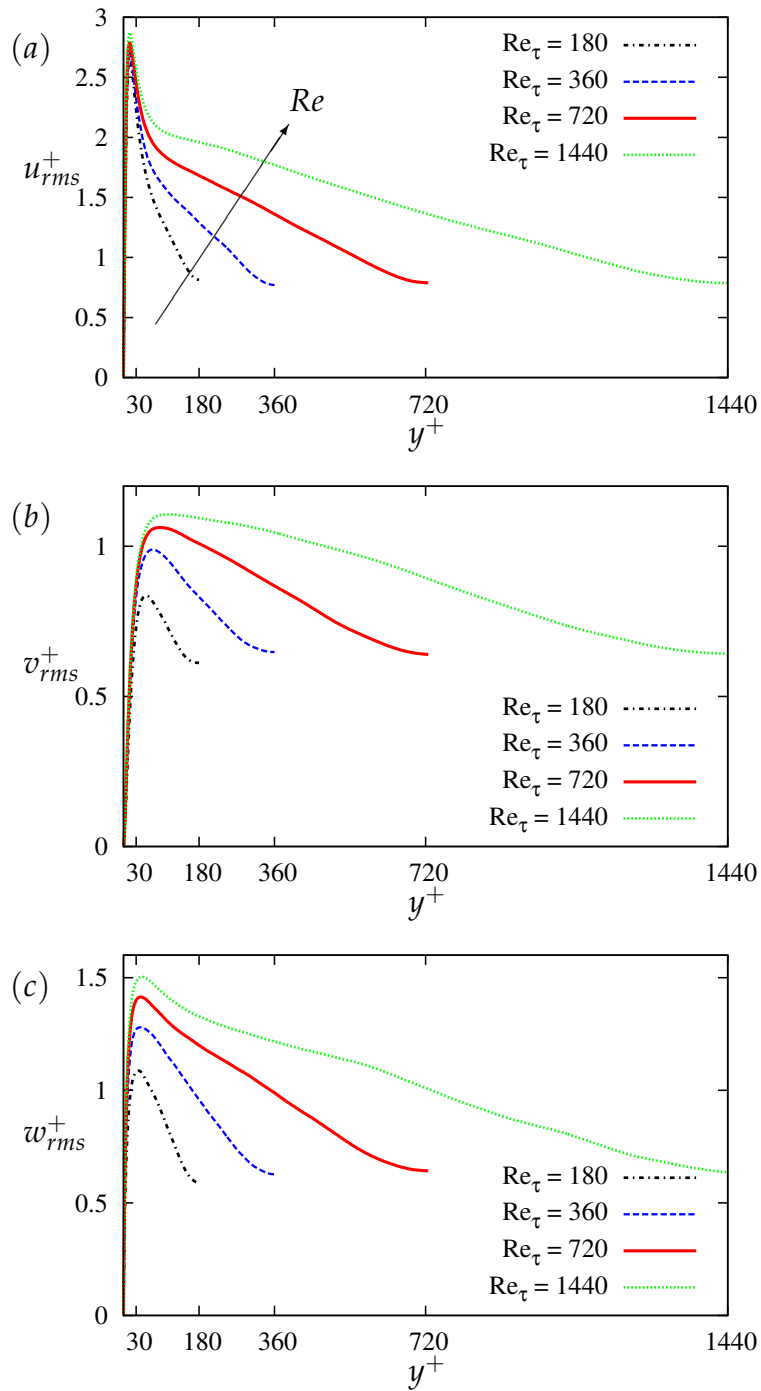 (a)
3
2.5
2
1.5
1
0.5
0
u⁺rms
Re
Reτ = 180
Reτ = 360
Reτ = 720
Reτ = 1440
30 180 360 720 1440
y⁺
(b)
1
0.5
0
v⁺rms
Reτ = 180
Reτ = 360
Reτ = 720
Reτ = 1440
30 180 360 720 1440
y⁺
(c)
1.5
1
0.5
0
w⁺rms
Reτ = 180
Reτ = 360
Reτ = 720
Reτ = 1440
30 180 360 720 1440
y⁺